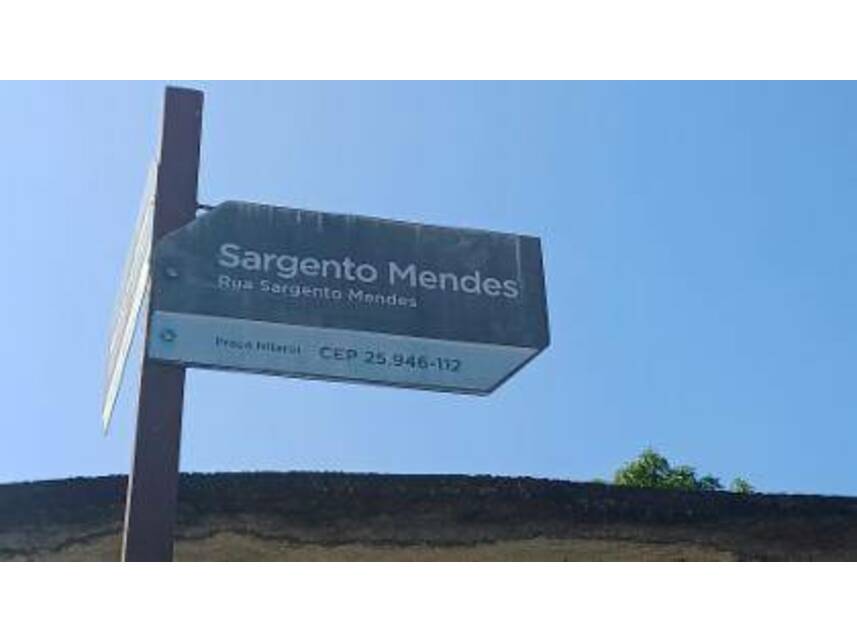 Sargento Mendes
Rua Sargento Mendes
Praça Niterói CEP 25.946-112